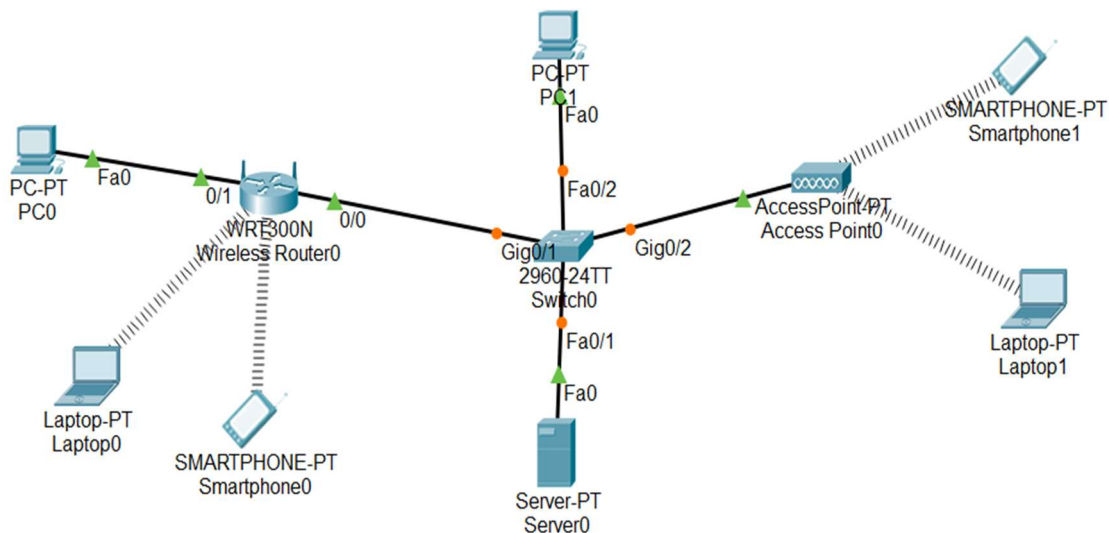 PC-PT
PC1
Fa0
SMARTPHONE-PT
Smartphone1
PC-PT
PC0
Fa0
0/1
WRT300N
Wireless Router0
0/0
Fa0/2
Gig0/1
2960-24TT
Switch0
Gig0/2
AccessPoint-PT
Access Point0
Fa0/1
Fa0
Laptop-PT
Laptop1
Laptop-PT
Laptop0
SMARTPHONE-PT
Smartphone0
Server-PT
Server0